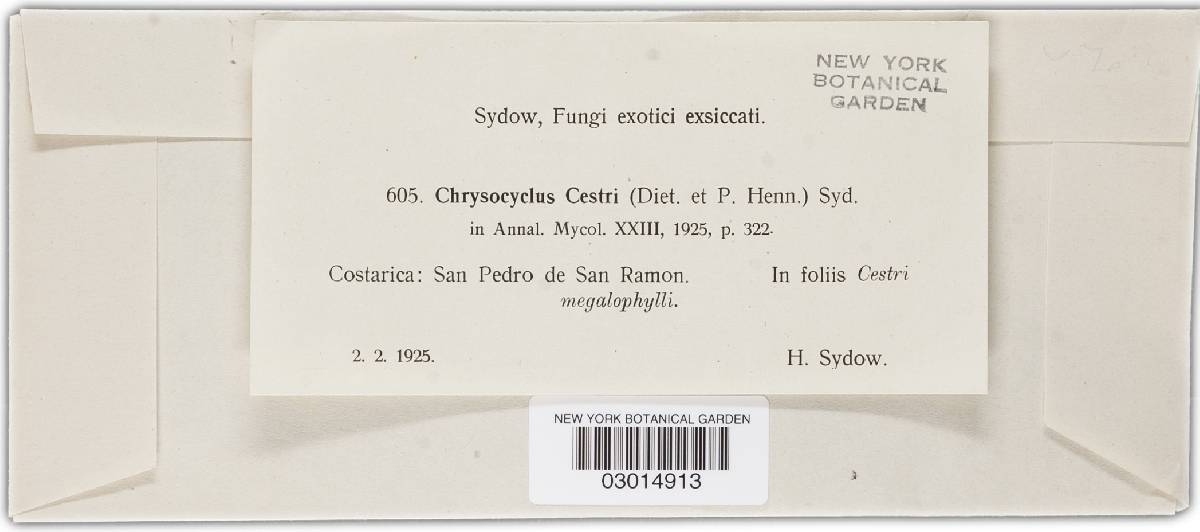 NEW YORK
BOTANICAL
GARDEN
Sydow, Fungi exotici exsiccati.
605. Chrysocyclus Cestri (Diet. et P. Henn.) Syd.
in Annal. Mycol. XXIII, 1925, p. 322.
Costarica: San Pedro de San Ramon. In foliis Cestri
megalophylli.
2. 2. 1925. H. Sydow.
NEW YORK BOTANICAL GARDEN
03014913